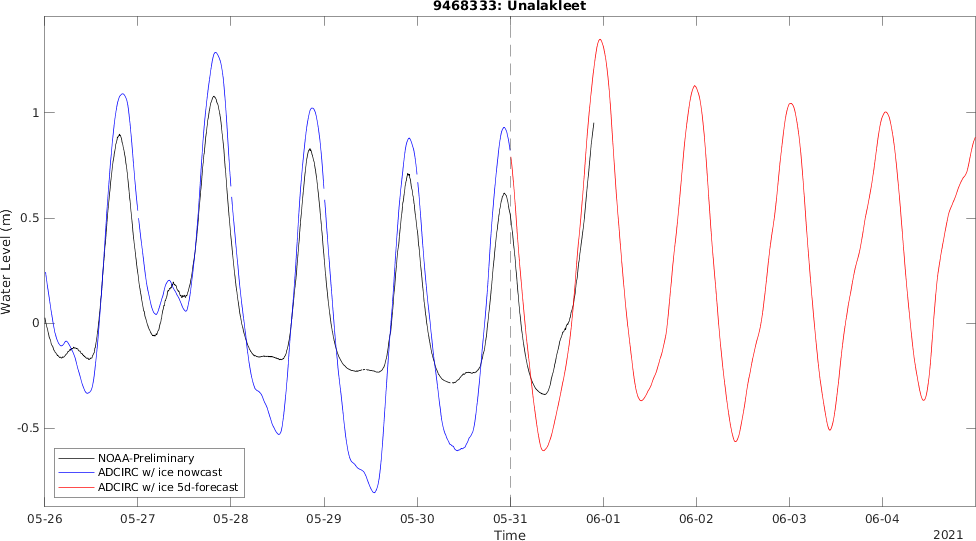 9468333: Unalakleet
Water Level (m)
1
0.5
0
-0.5
NOAA-Preliminary
ADCIRC w/ ice nowcast
ADCIRC w/ ice 5d-forecast
05-26 05-27 05-28 05-29 05-30 05-31 06-01 06-02 06-03 06-04
Time
2021